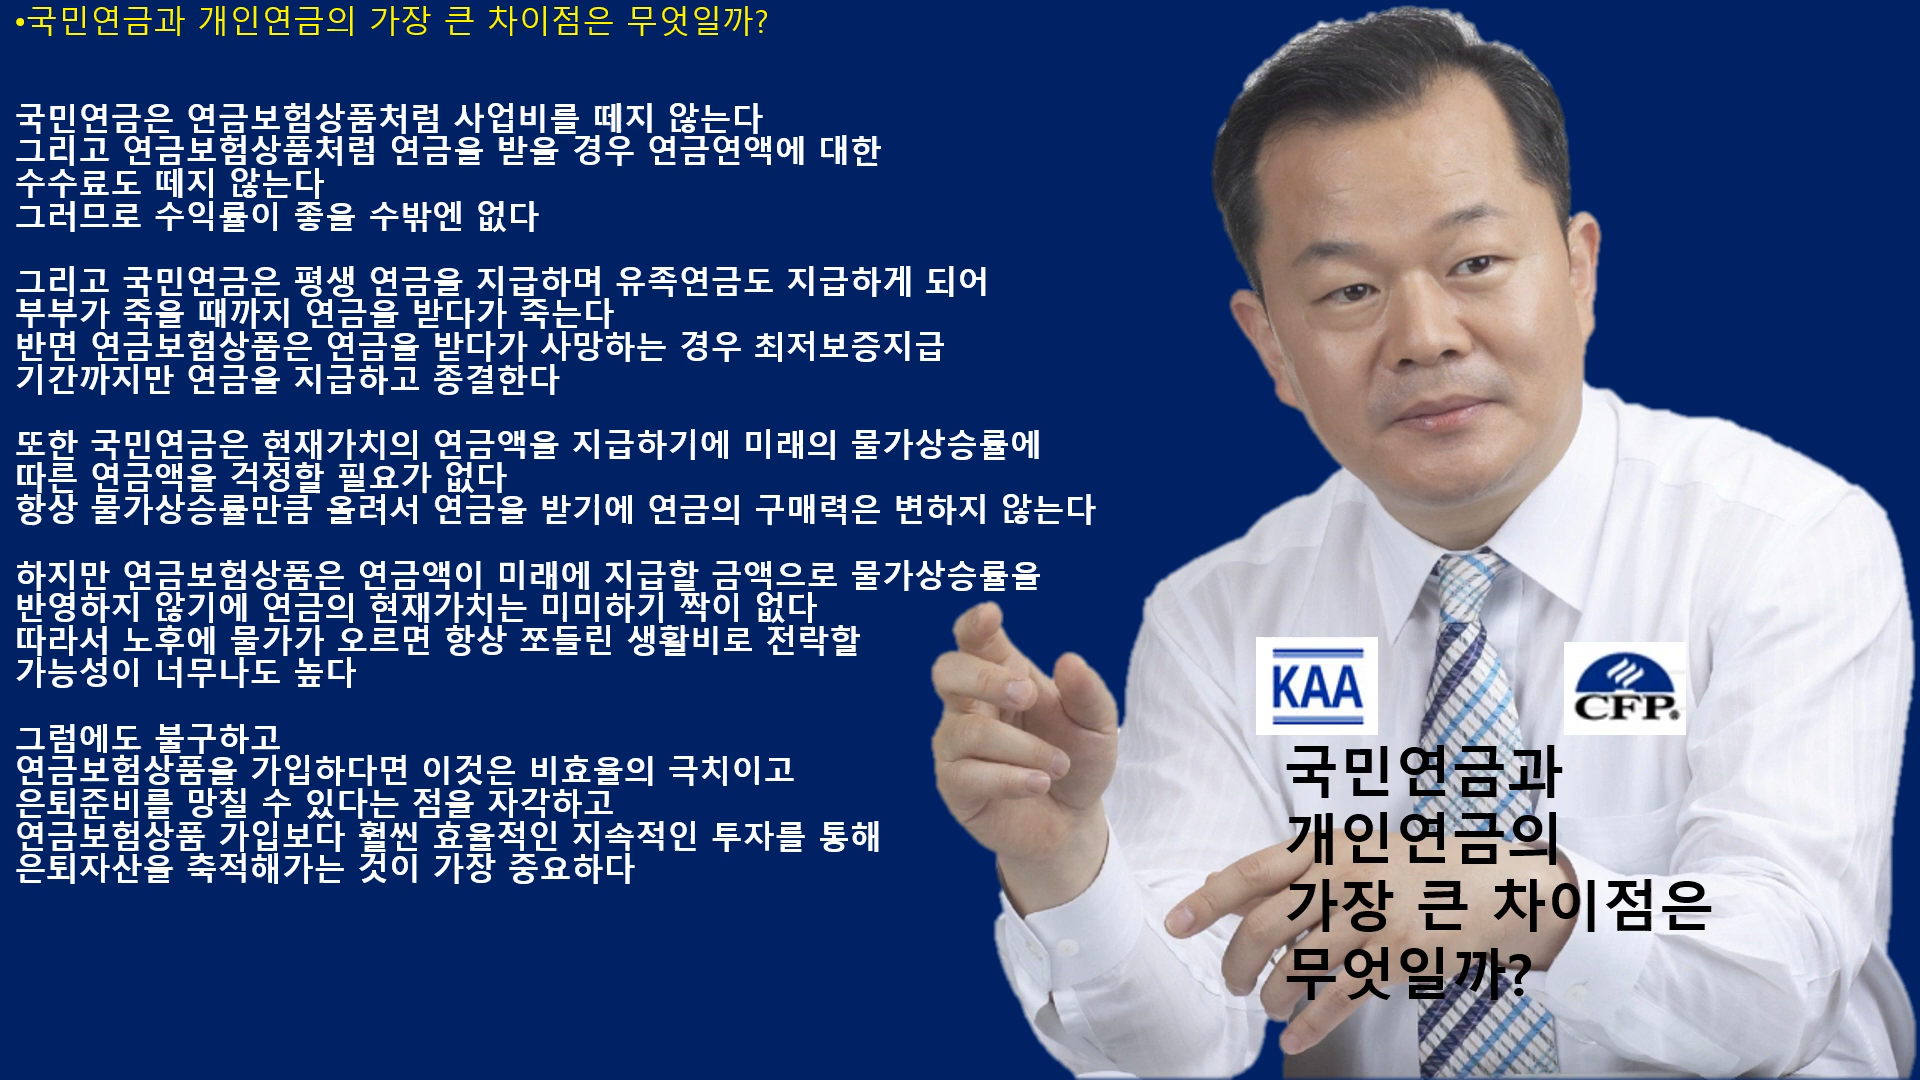 •국민연금과 개인연금의 가장 큰 차이점은 무엇일까?
국민연금은 연금보험상품처럼 사업비를 떼지 않는다
그리고 연금보험상품처럼 연금을 받을 경우 연금연액에 대한
수수료도 떼지 않는다
그러므로 수익률이 좋을 수밖엔 없다
그리고 국민연금은 평생 연금을 지급하며 유족연금도 지급하게 되어
부부가 죽을 때까지 연금을 받다가 죽는다
반면 연금보험상품은 연금을 받다가 사망하는 경우 최저보증지급
기간까지만 연금을 지급하고 종결한다
또한 국민연금은 현재가치의 연금액을 지급하기에 미래의 물가상승률에
따른 연금액을 걱정할 필요가 없다
항상 물가상승률만큼 올려서 연금을 받기에 연금의 구매력은 변하지 않는다
하지만 연금보험상품은 연금액이 미래에 지급할 금액으로 물가상승률을
반영하지 않기에 연금의 현재가치는 미미하기 짝이 없다
따라서 노후에 물가가 오르면 항상 쪼들린 생활비로 전락할
가능성이 너무나도 높다
그럼에도 불구하고
연금보험상품을 가입하다면 이것은 비효율의 극치이고
은퇴준비를 망칠 수 있다는 점을 자각하고
연금보험상품 가입보다 훨씬 효율적인 지속적인 투자를 통해
은퇴자산을 축적해가는 것이 가장 중요하다
KAA
CFP®
국민연금과
개인연금의
가장 큰 차이점은
무엇일까?